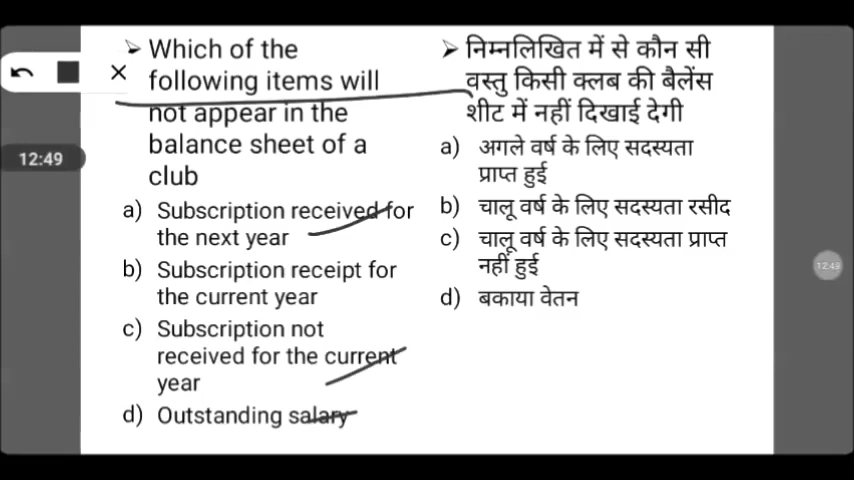 ➢ Which of the
following items will
not appear in the
balance sheet of a
club
a) Subscription received for
the next year
b) Subscription receipt for
the current year
c) Subscription not
received for the current
year
d) Outstanding salary
➢ निम्नलिखित में से कौन सी
वस्तु किसी क्लब की बैलेंस
शीट में नहीं दिखाई देगी
a) अगले वर्ष के लिए सदस्यता
प्राप्त हुई
b) चालू वर्ष के लिए सदस्यता रसीद
c) चालू वर्ष के लिए सदस्यता प्राप्त
नहीं हुई
d) बकाया वेतन
12:49
12:49